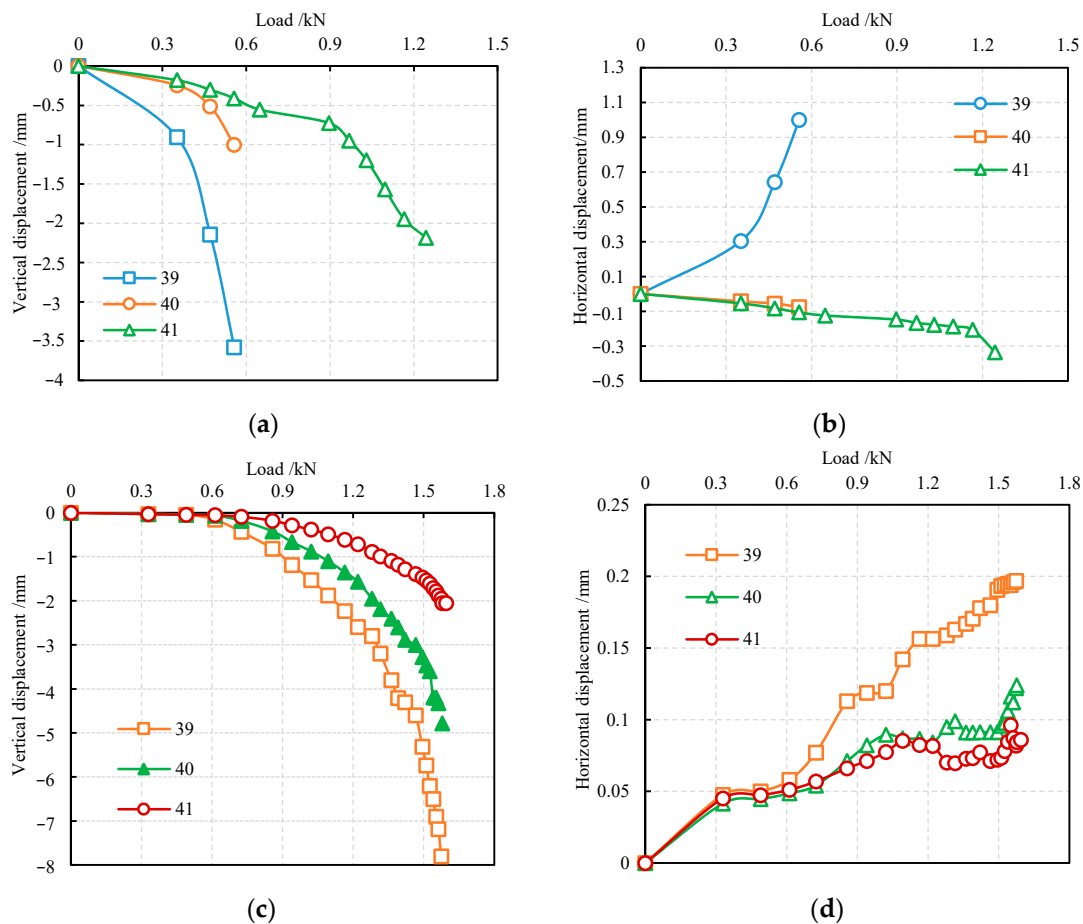 Load /kN
0 0.3 0.6 0.9 1.2 1.5
Vertical displacement /mm
0
−0.5
−1
−1.5
−2
−2.5
−3
−3.5
−4
39
40
41
(a)
Load /kN
0 0.3 0.6 0.9 1.2 1.5
Horizontal displacement/mm
1.3
1.1
0.9
0.7
0.5
0.3
0.1
−0.1
−0.3
−0.5
39
40
41
(b)
Load /kN
0 0.3 0.6 0.9 1.2 1.5 1.8
Vertical displacement /mm
0
−1
−2
−3
−4
−5
−6
−7
−8
39
40
41
(c)
Load /kN
0 0.3 0.6 0.9 1.2 1.5 1.8
Horizontal displacement /mm
0.25
0.2
0.15
0.1
0.05
0
39
40
41
(d)